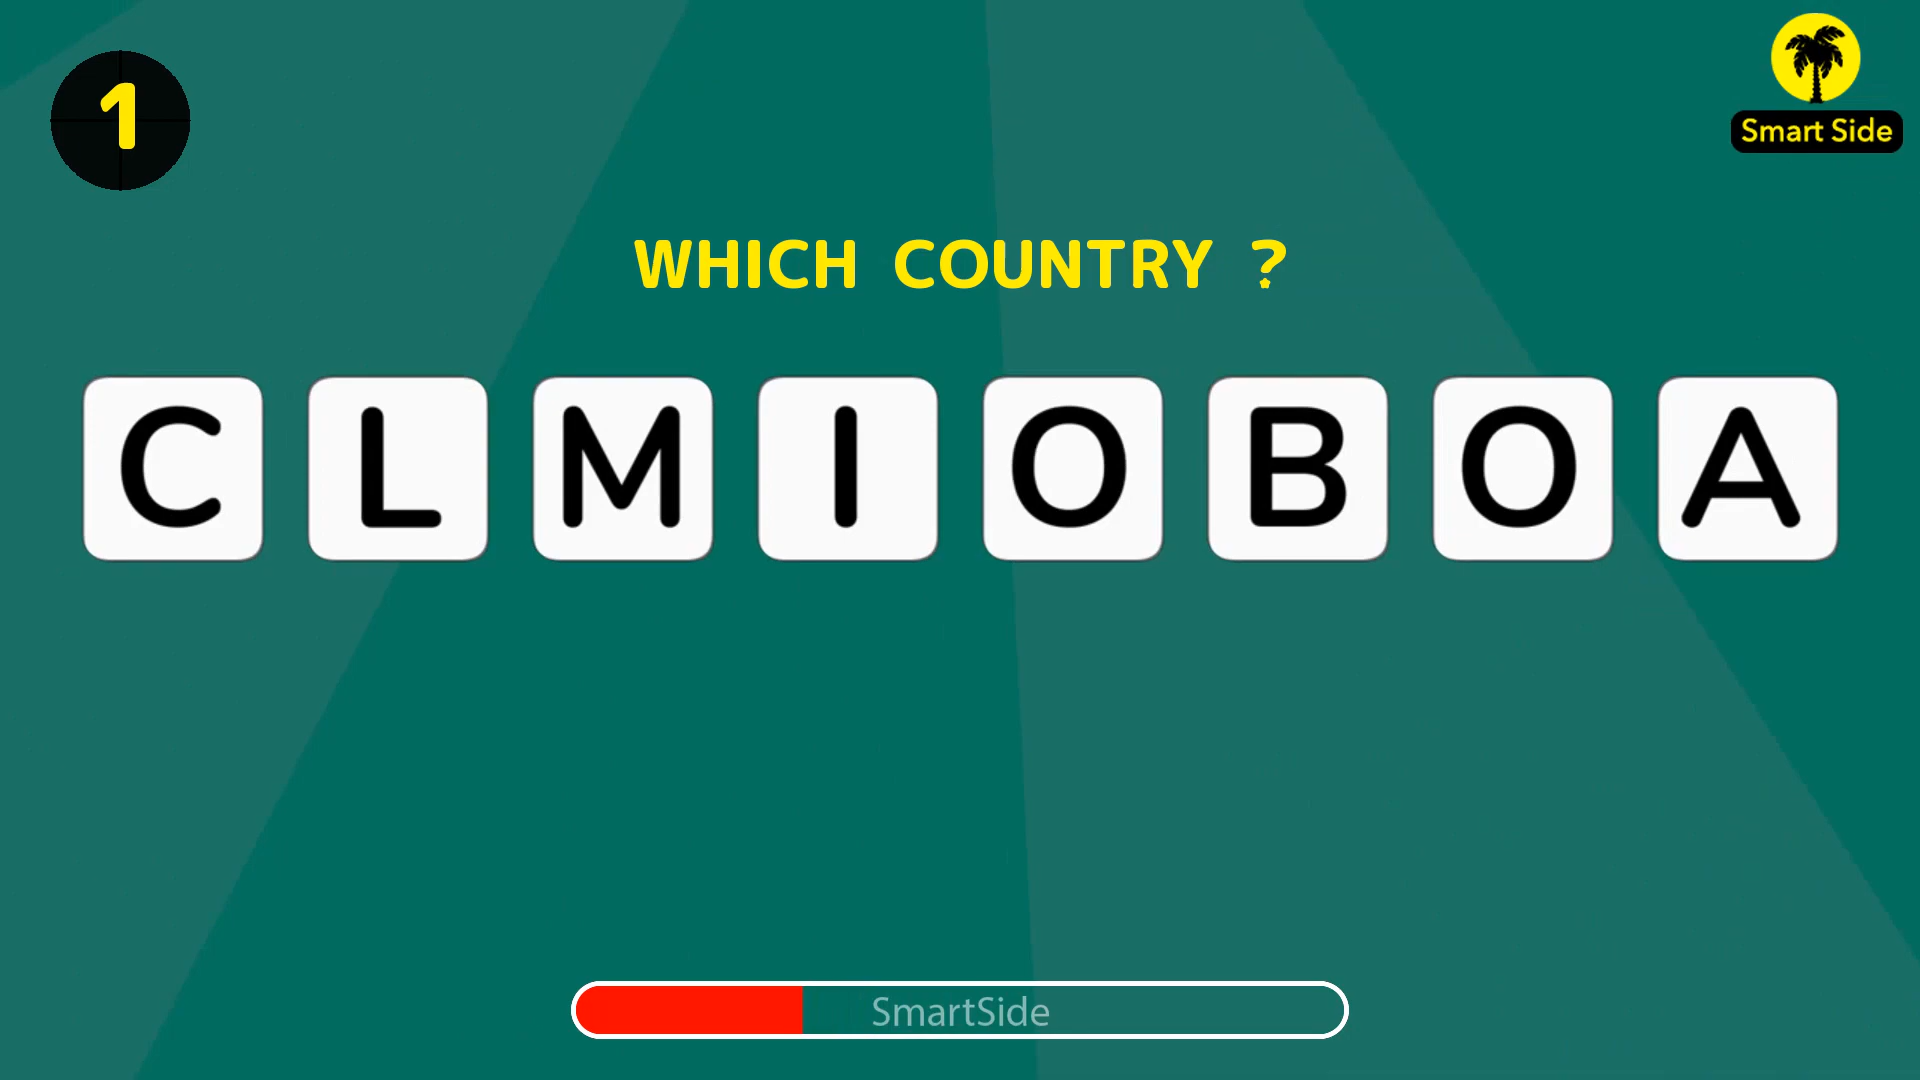 1
Smart Side
WHICH COUNTRY ?
C L M I O B O A
SmartSide